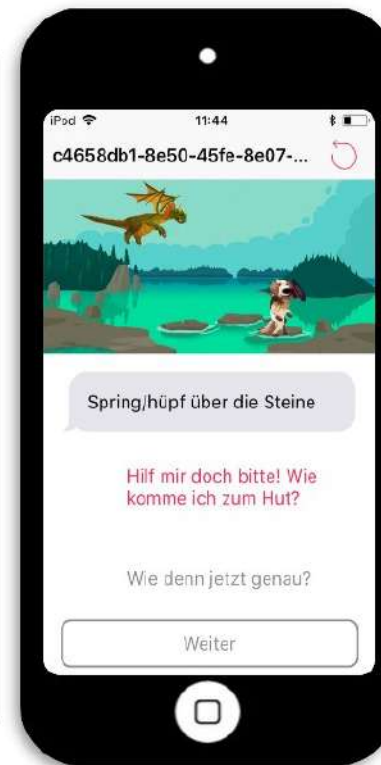 iPod 11:44
c4658db1-8e50-45fe-8e07-...
Spring/hüpf über die Steine
Hilf mir doch bitte! Wie
komme ich zum Hut?
Wie denn jetzt genau?
Weiter